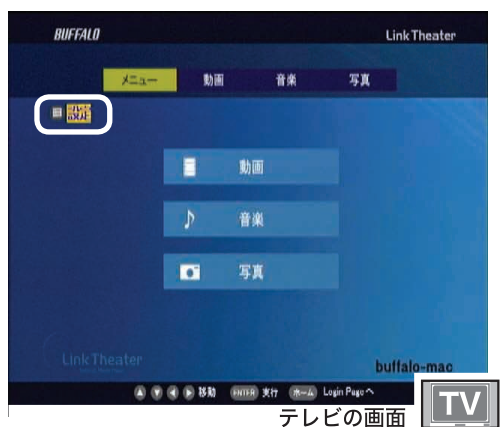 BUFFALO
LinkTheater
メニュー 動画 音楽 写真
設定
動画
音楽
写真
LinkTheater
buffalo-mac
移動 ENTER 実行 ホーム Login Pageへ
テレビの画面
TV